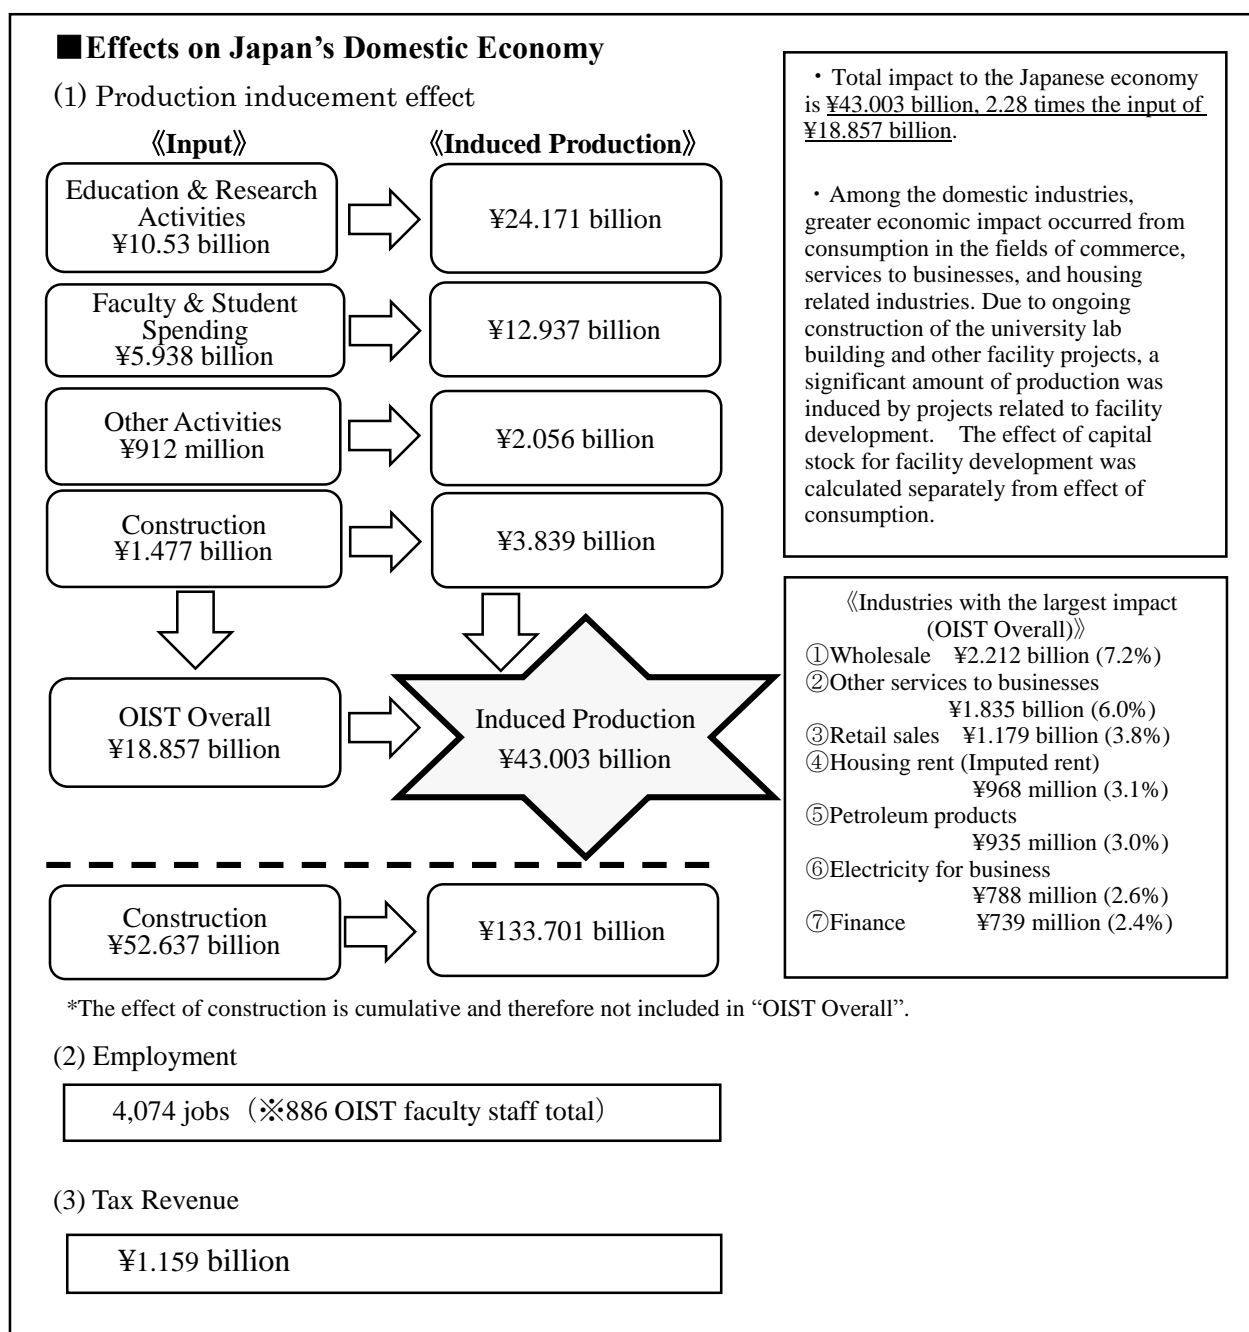 ■Effects on Japan's Domestic Economy
(1) Production inducement effect
《Input》
《Induced Production》
Education & Research
Activities
¥10.53 billion
¥24.171 billion
Faculty & Student
Spending
¥5.938 billion
¥12.937 billion
Other Activities
¥912 million
¥2.056 billion
Construction
¥1.477 billion
¥3.839 billion
OIST Overall
¥18.857 billion
Induced Production
¥43.003 billion
Construction
¥52.637 billion
¥133.701 billion
*The effect of construction is cumulative and therefore not included in “OIST Overall”.
・Total impact to the Japanese economy
is ¥43.003 billion, 2.28 times the input of
¥18.857 billion.
・Among the domestic industries,
greater economic impact occurred from
consumption in the fields of commerce,
services to businesses, and housing
related industries. Due to ongoing
construction of the university lab
building and other facility projects, a
significant amount of production was
induced by projects related to facility
development. The effect of capital
stock for facility development was
calculated separately from effect of
consumption.
《Industries with the largest impact
(OIST Overall)》
①Wholesale ¥2.212 billion (7.2%)
②Other services to businesses
¥1.835 billion (6.0%)
③Retail sales ¥1.179 billion (3.8%)
④Housing rent (Imputed rent)
¥968 million (3.1%)
⑤Petroleum products
¥935 million (3.0%)
⑥Electricity for business
¥788 million (2.6%)
⑦Finance ¥739 million (2.4%)
(2) Employment
4,074 jobs（※886 OIST faculty staff total）
(3) Tax Revenue
¥1.159 billion